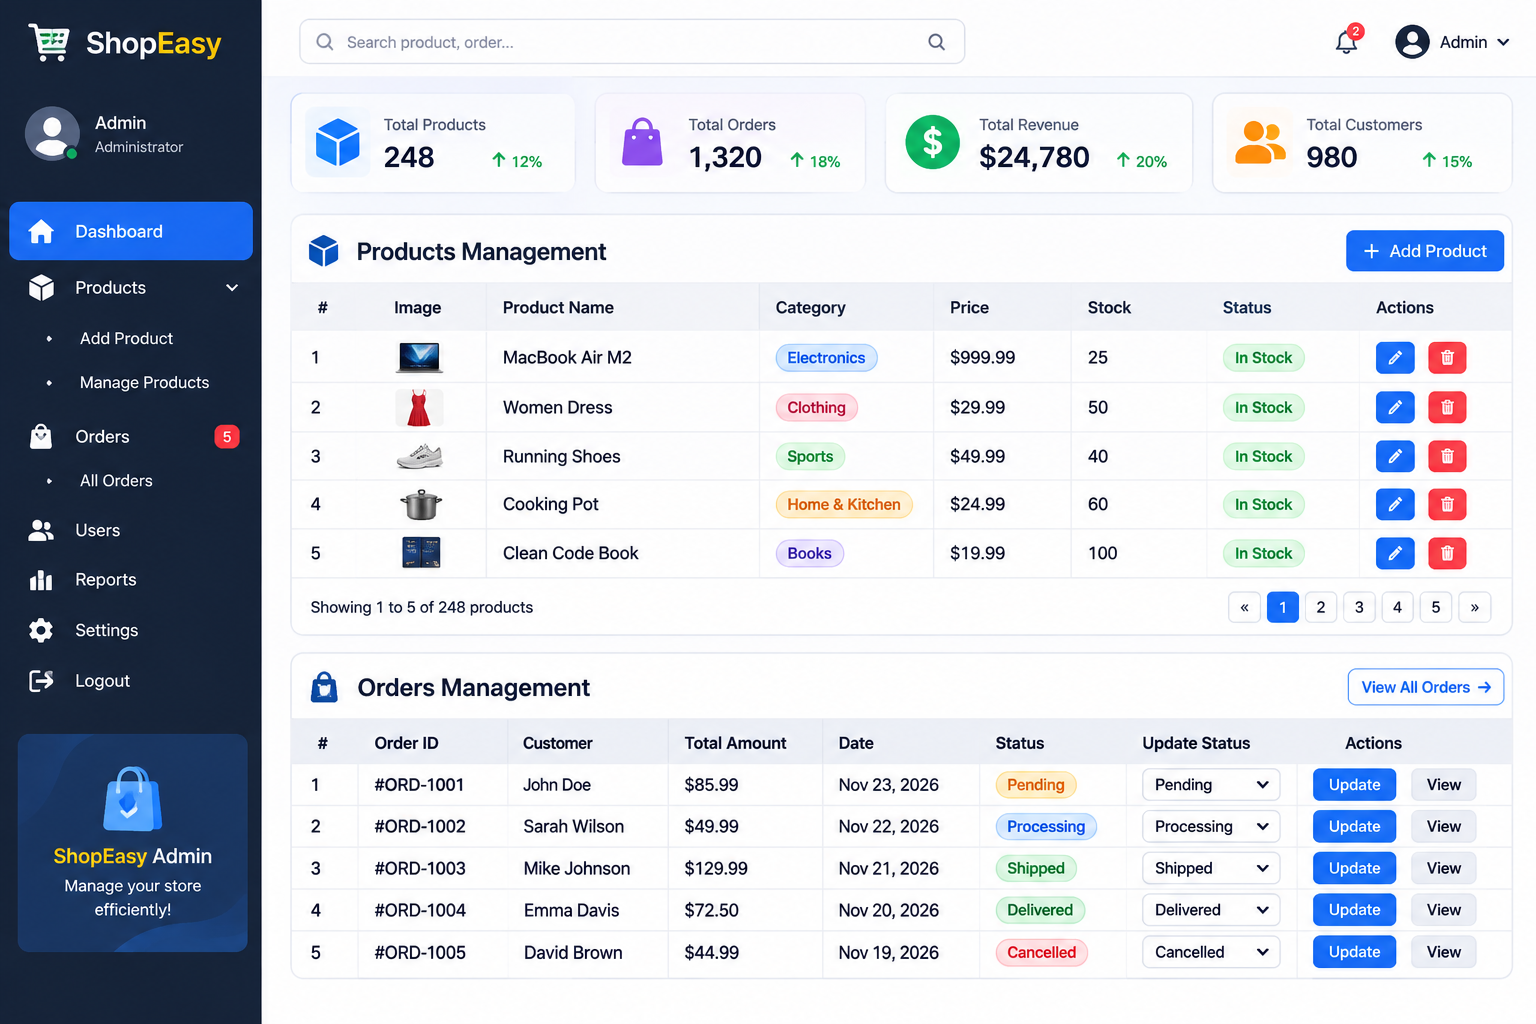 ShopEasy
Admin
Administrator
Dashboard
Products
• Add Product
• Manage Products
Orders 5
• All Orders
Users
Reports
Settings
Logout
ShopEasy Admin
Manage your store
efficiently!
Search product, order...
2
Admin
Total Products
248 ↑ 12%
Total Orders
1,320 ↑ 18%
$
Total Revenue
$24,780 ↑ 20%
Total Customers
980 ↑ 15%
Products Management
+ Add Product
# Image Product Name Category Price Stock Status Actions
1 MacBook Air M2 Electronics $999.99 25 In Stock
2 Women Dress Clothing $29.99 50 In Stock
3 Running Shoes Sports $49.99 40 In Stock
4 Cooking Pot Home & Kitchen $24.99 60 In Stock
5 Clean Code Book Books $19.99 100 In Stock
Showing 1 to 5 of 248 products
« 1 2 3 4 5 »
Orders Management
View All Orders →
# Order ID Customer Total Amount Date Status Update Status Actions
1 #ORD-1001 John Doe $85.99 Nov 23, 2026 Pending Pending Update View
2 #ORD-1002 Sarah Wilson $49.99 Nov 22, 2026 Processing Processing Update View
3 #ORD-1003 Mike Johnson $129.99 Nov 21, 2026 Shipped Shipped Update View
4 #ORD-1004 Emma Davis $72.50 Nov 20, 2026 Delivered Delivered Update View
5 #ORD-1005 David Brown $44.99 Nov 19, 2026 Cancelled Cancelled Update View